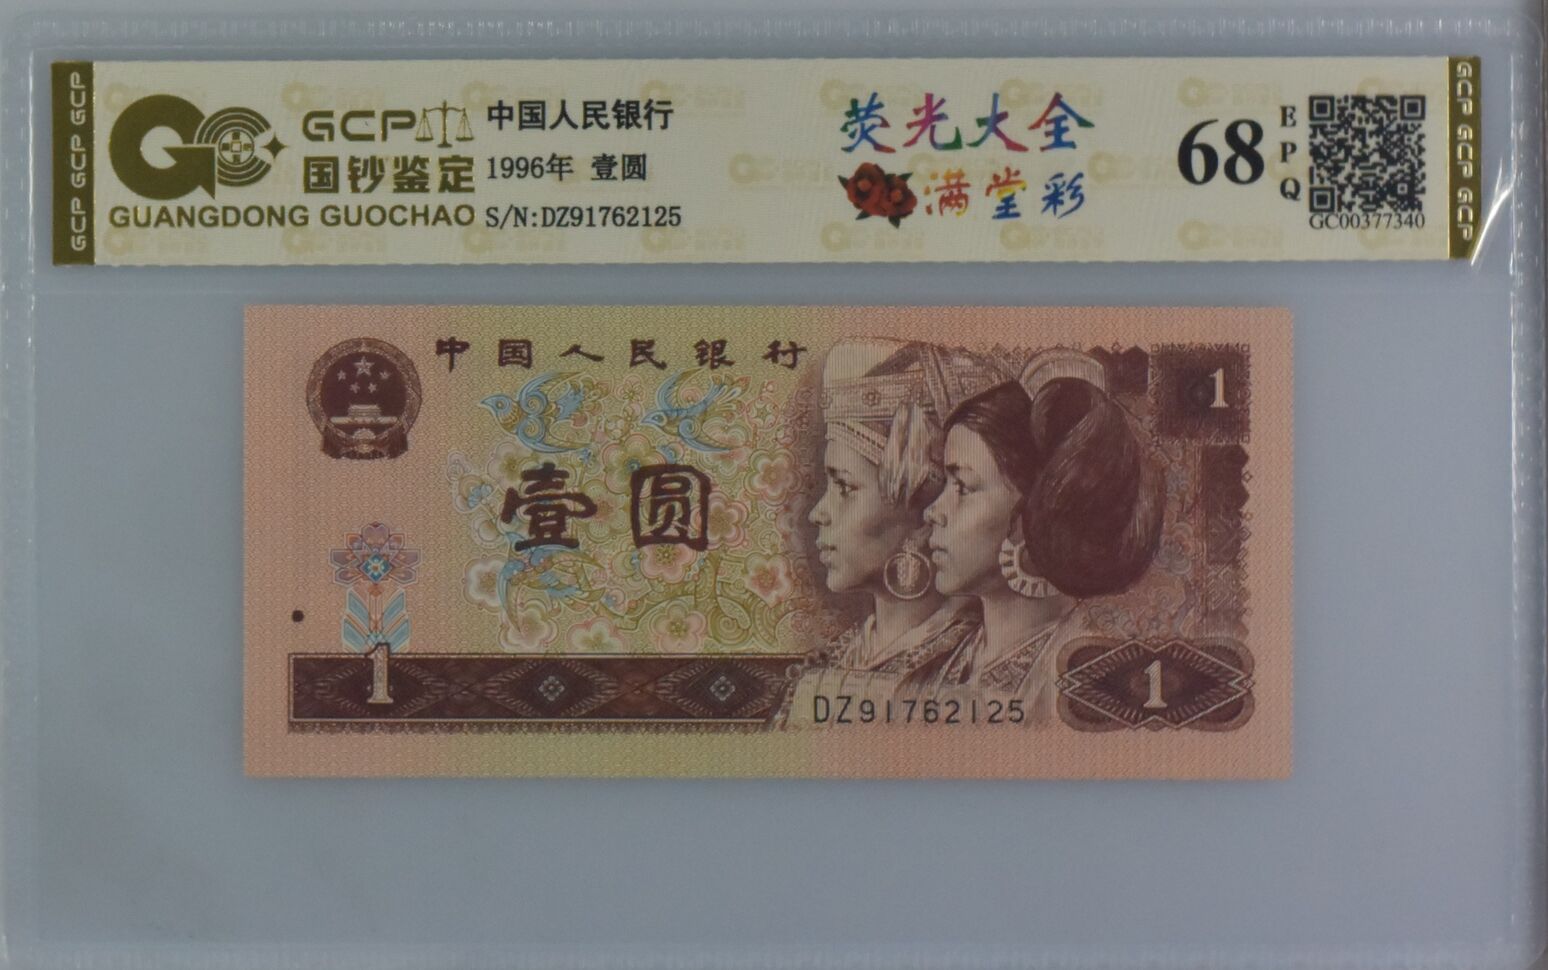 GCP GCP GCP
GCP
国钞鉴定
GUANGDONG GUOCHAO
中国人民银行
1996年 壹圆
S/N:DZ91762125
荧光大全
满堂彩
68
EPQ
GC00377340
GCP GCP GCP
中国人民银行
1
壹圆
1
1
DZ91762125